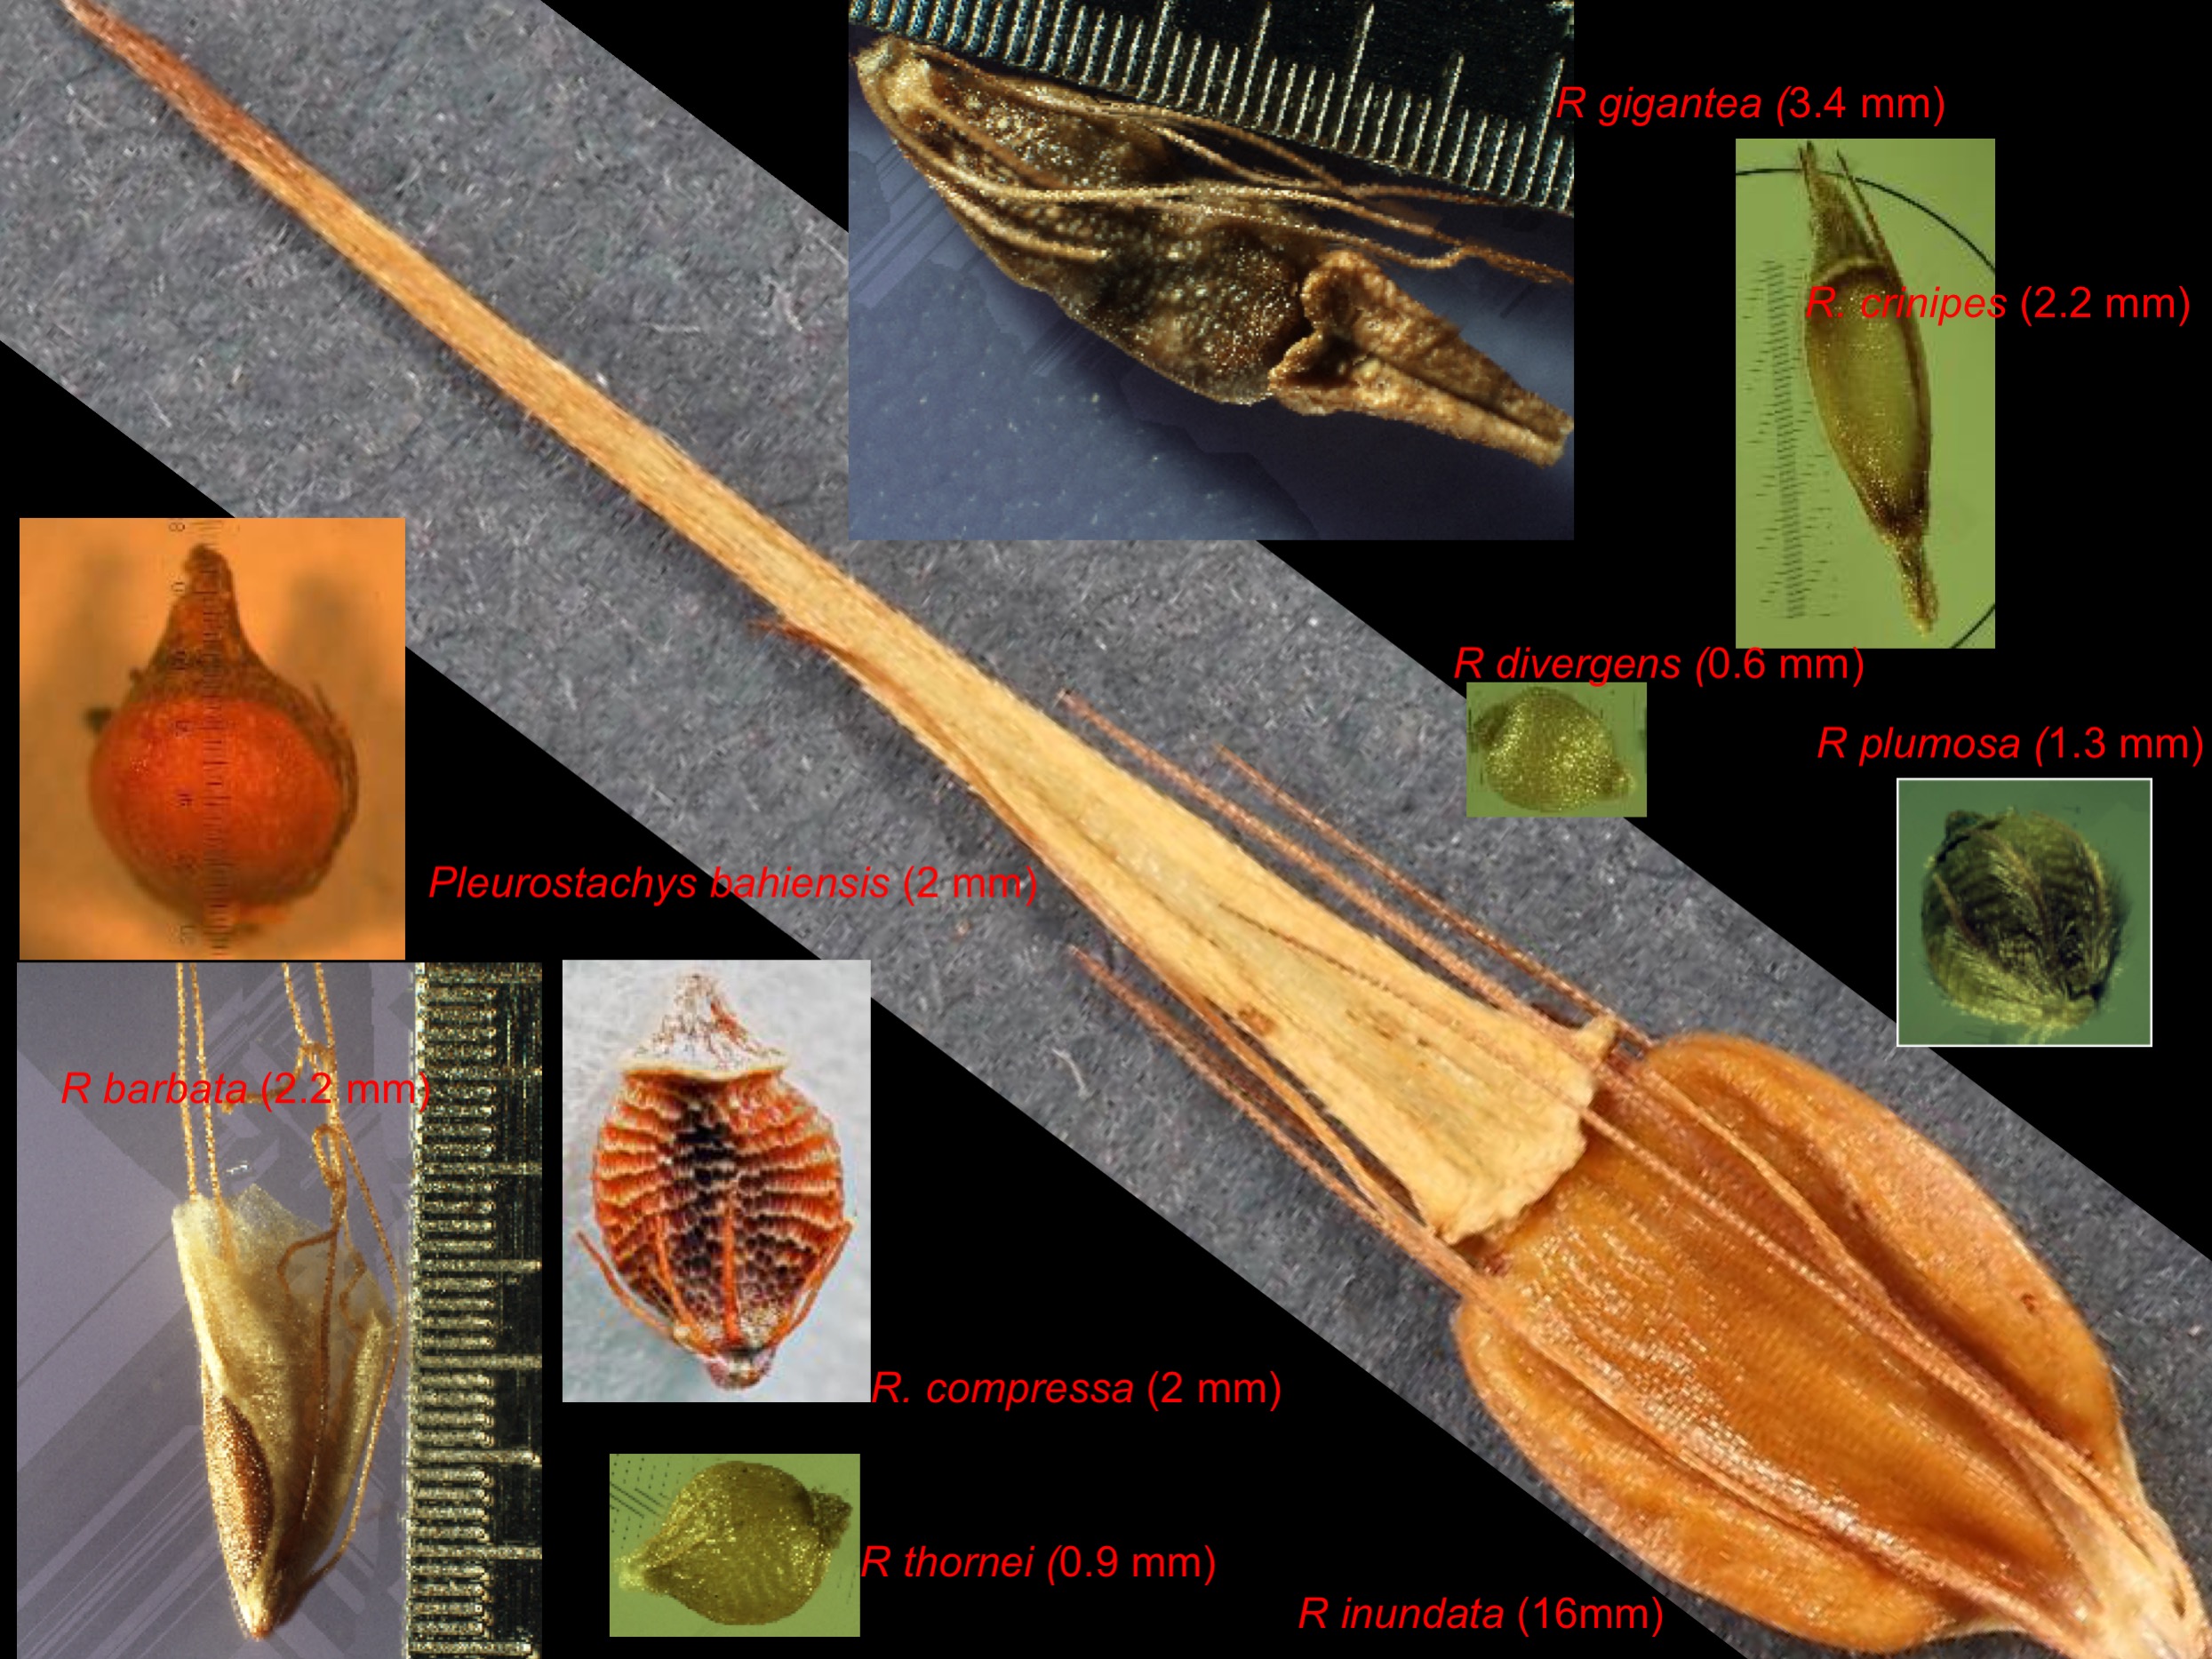 R gigantea (3.4 mm)
R. crinipes (2.2 mm)
R divergens (0.6 mm)
R plumosa (1.3 mm)
Pleurostachys bahiensis (2 mm)
R barbata (2.2 mm)
R. compressa (2 mm)
R thornei (0.9 mm)
R inundata (16mm)